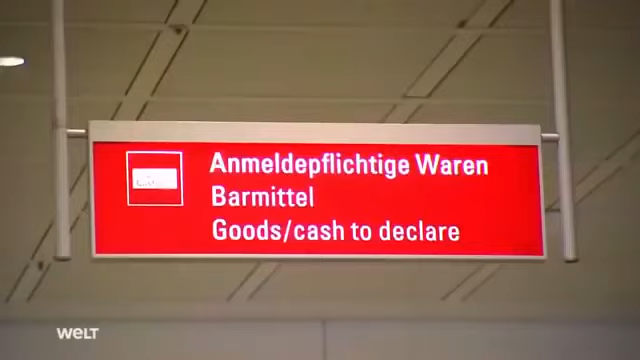 Anmeldepflichtige Waren
Barmittel
Goods/cash to declare
WELT